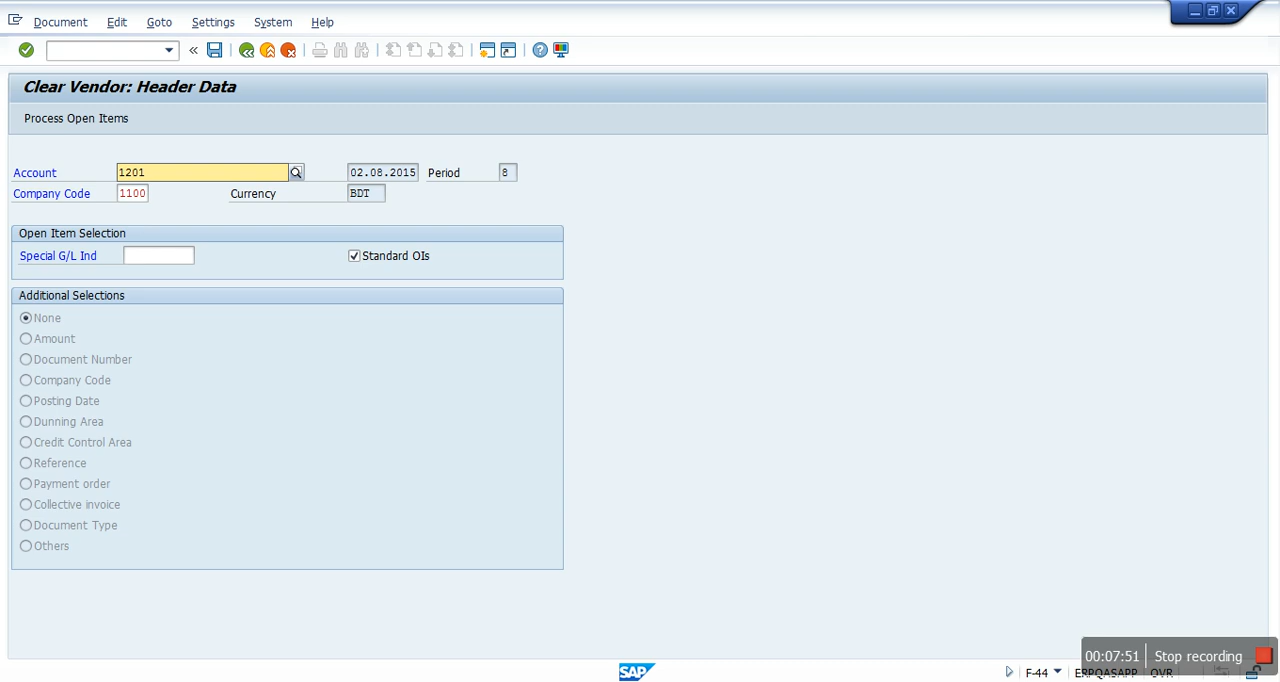 Document Edit Goto Settings System Help
Clear Vendor: Header Data
Process Open Items
Account 1201 02.08.2015 Period 8
Company Code 1100 Currency BDT
Open Item Selection
Special G/L Ind Standard OIs
Additional Selections
None
Amount
Document Number
Company Code
Posting Date
Dunning Area
Credit Control Area
Reference
Payment order
Collective invoice
Document Type
Others
00:07:51 Stop recording
SAP F-44 ERPQASAPP OVR